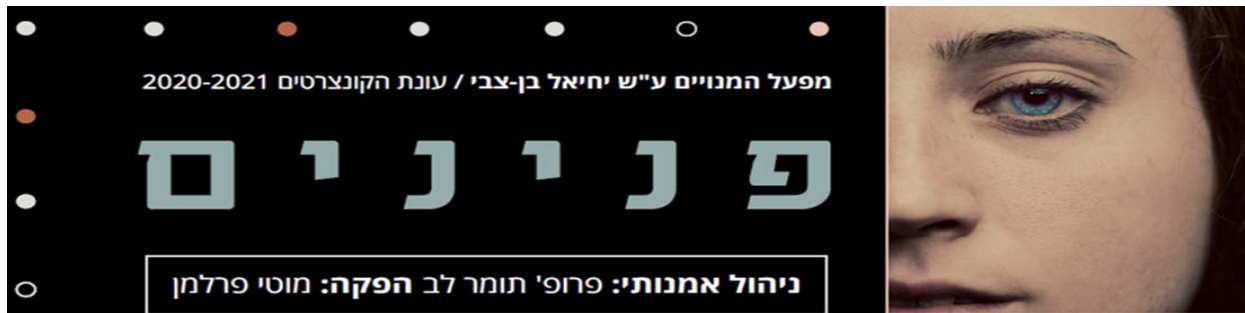 מפעל המנויים ע"ש יחיאל בן-צבי / עונת הקונצרטים 2020-2021
פנינים
ניהול אמנותי: פרופ' תומר לב הפקה: מוטי פרלמן